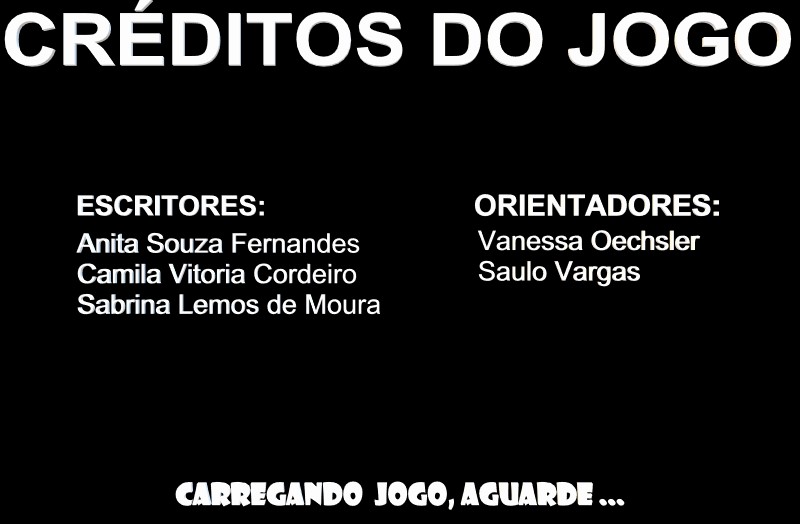 CRÉDITOS DO JOGO
ESCRITORES:
Anita Souza Fernandes
Camila Vitoria Cordeiro
Sabrina Lemos de Moura
ORIENTADORES:
Vanessa Oechsler
Saulo Vargas
CARREGANDO JOGO, AGUARDE ...